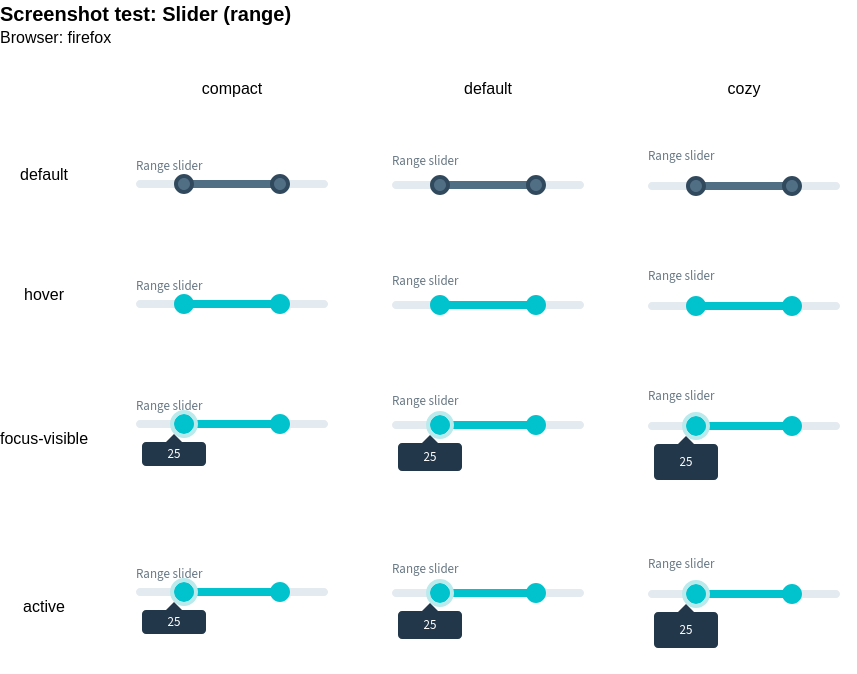 Screenshot test: Slider (range)
Browser: firefox
compact default cozy
default Range slider Range slider Range slider
hover Range slider Range slider Range slider
focus-visible Range slider Range slider Range slider
25 25 25
active Range slider Range slider Range slider
25 25 25